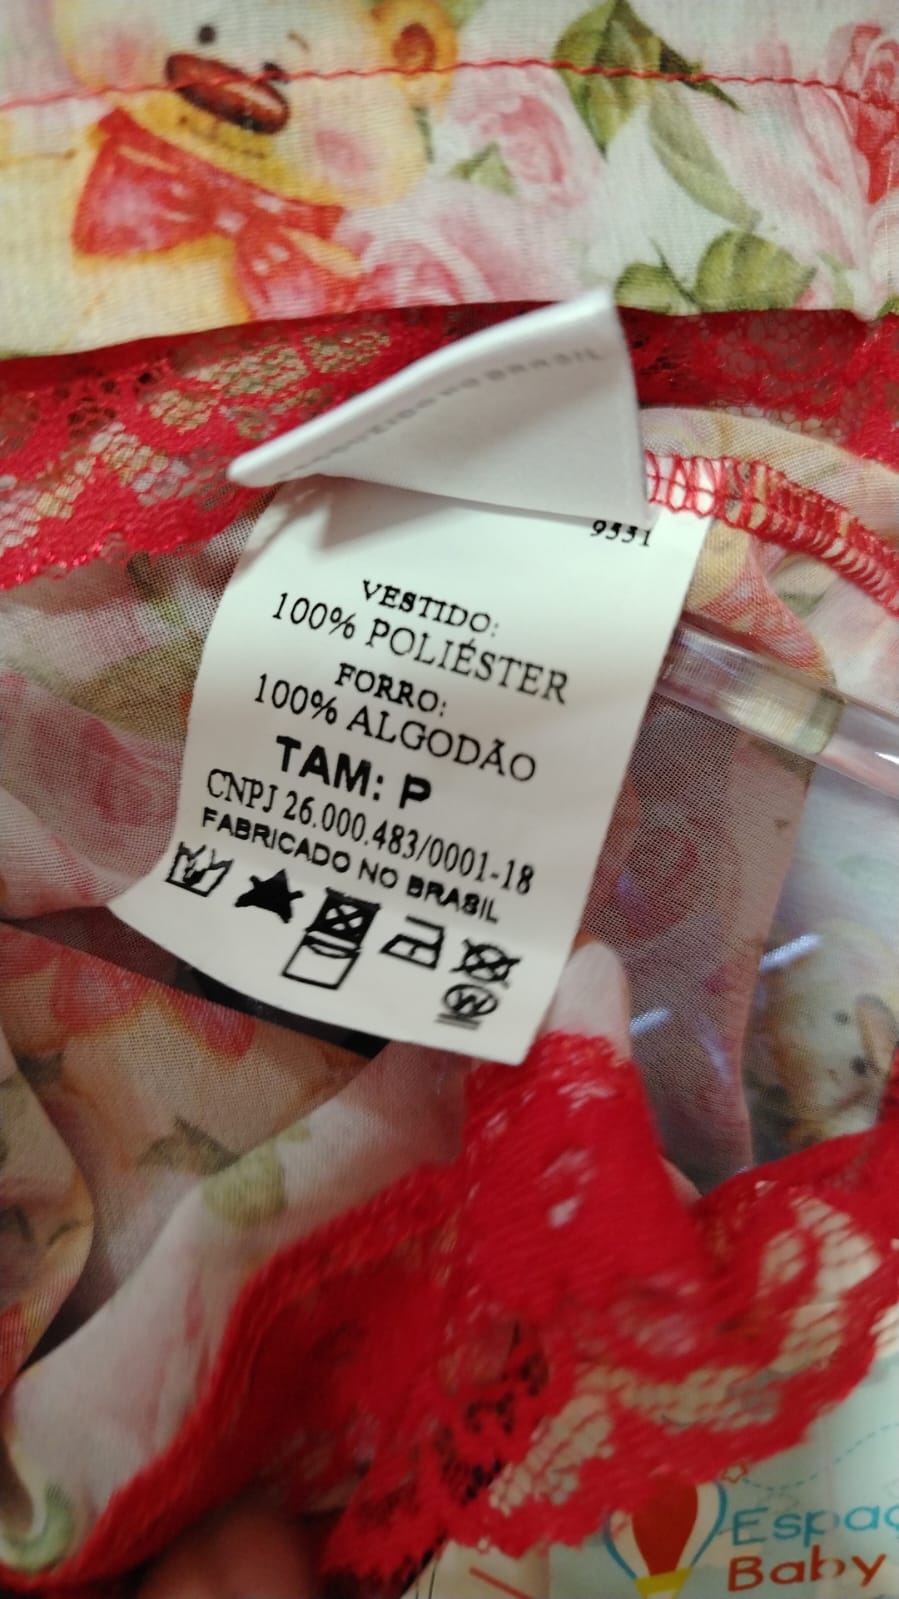 9551
VESTIDO:
100% POLIÉSTER
FORRO:
100% ALGODÃO
TAM: P
CNPJ 26.000.483/0001-18
FABRICADO NO BRASIL
W
Espaç
Baby